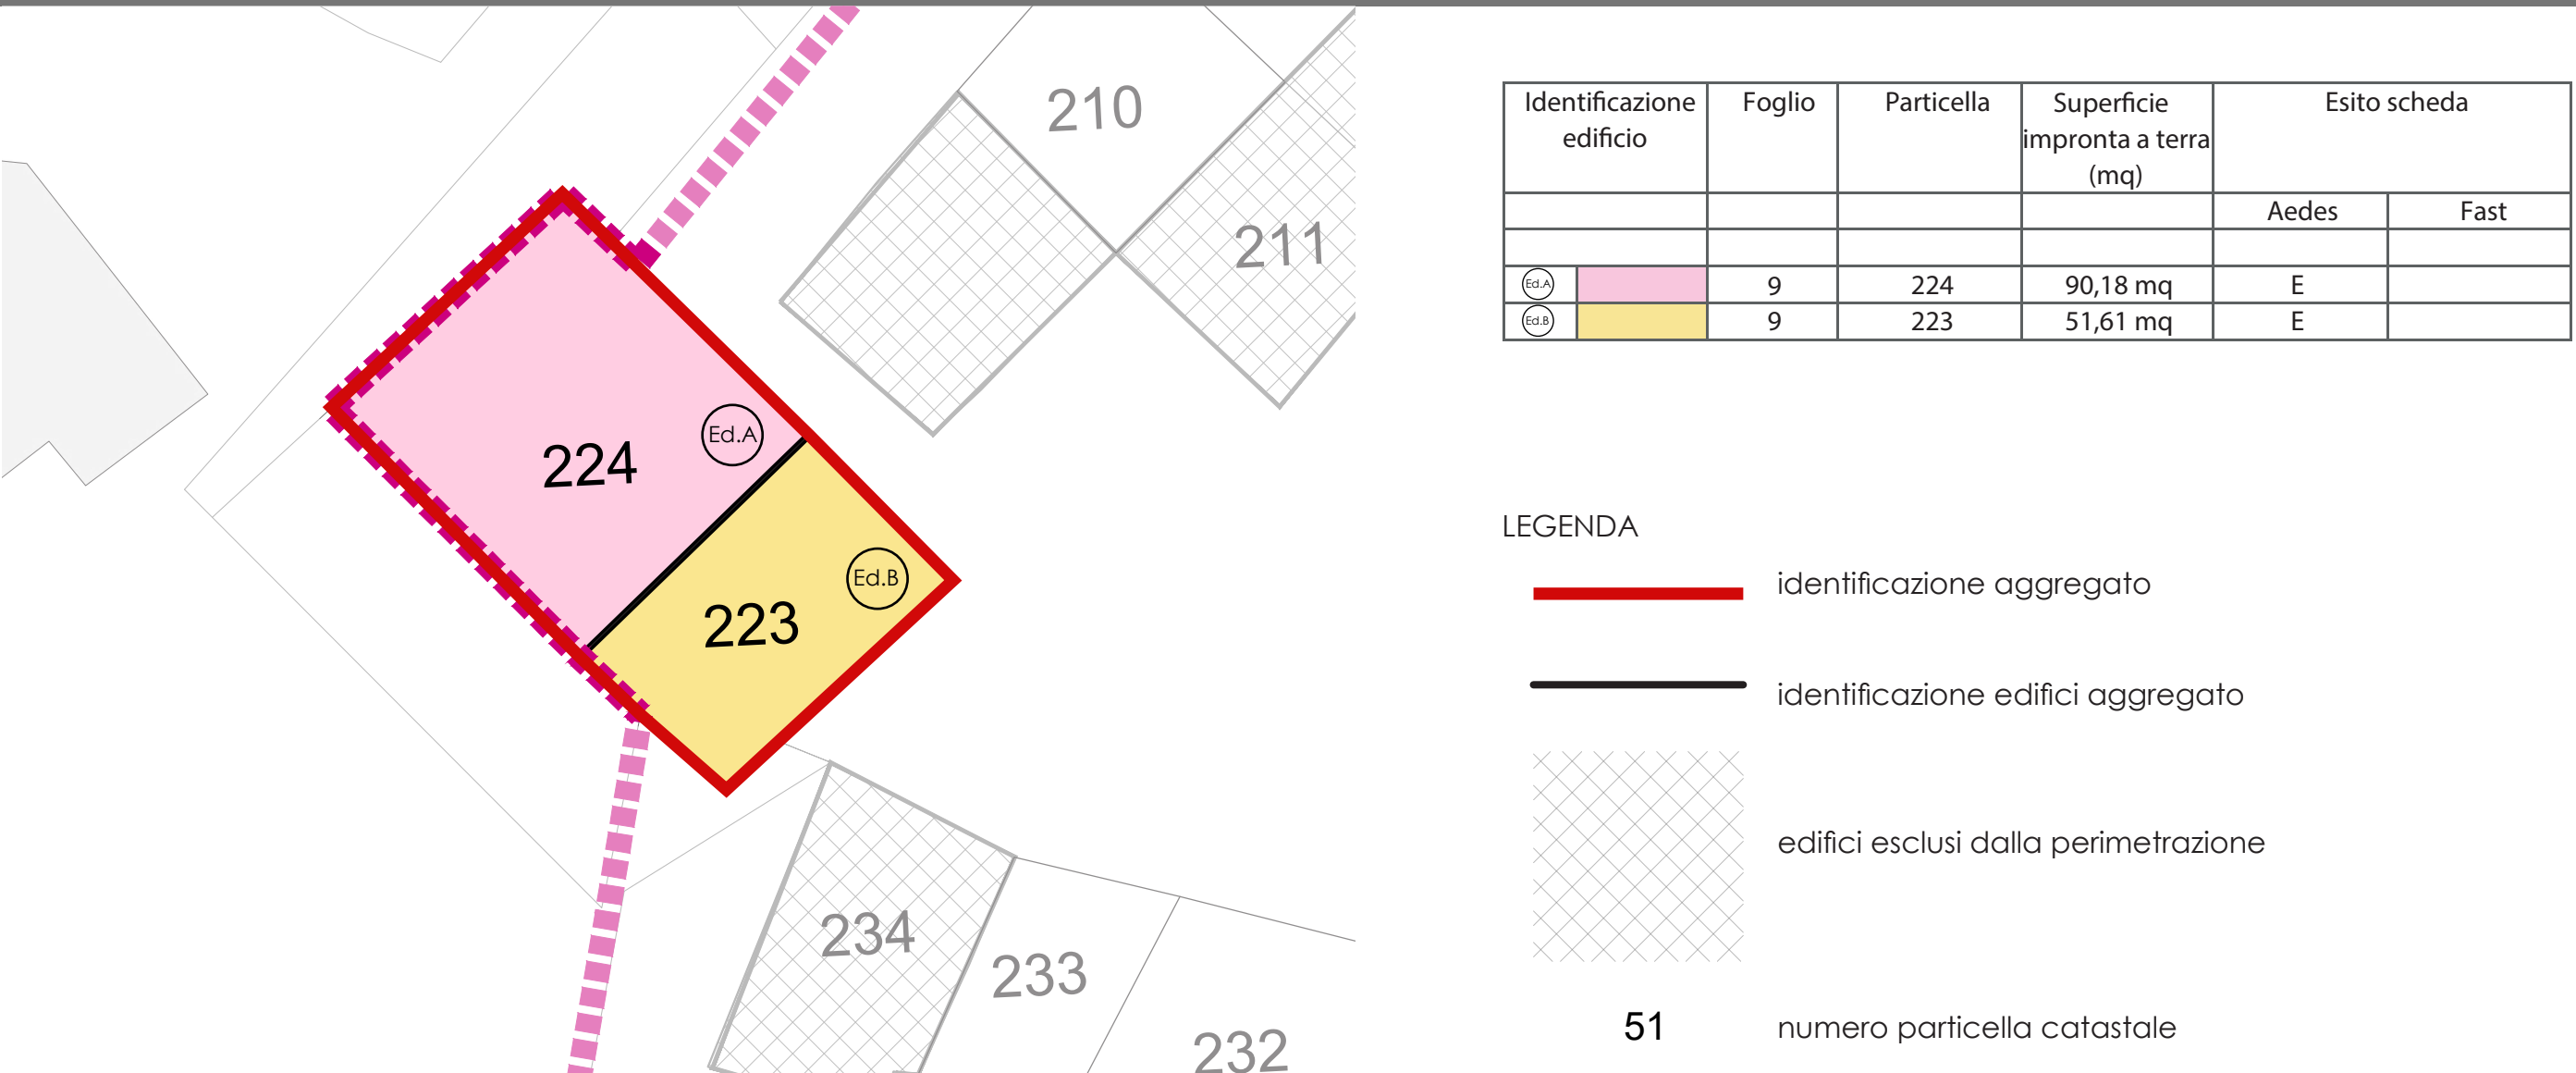 210
211
224
Ed.A
Ed.B
223
234
233
232
Identificazione edificio Foglio Particella Superficie impronta a terra (mq) Esito scheda
Aedes Fast
Ed.A 9 224 90,18 mq E
Ed.B 9 223 51,61 mq E
LEGENDA
identificazione aggregato
identificazione edifici aggregato
edifici esclusi dalla perimetrazione
51 numero particella catastale